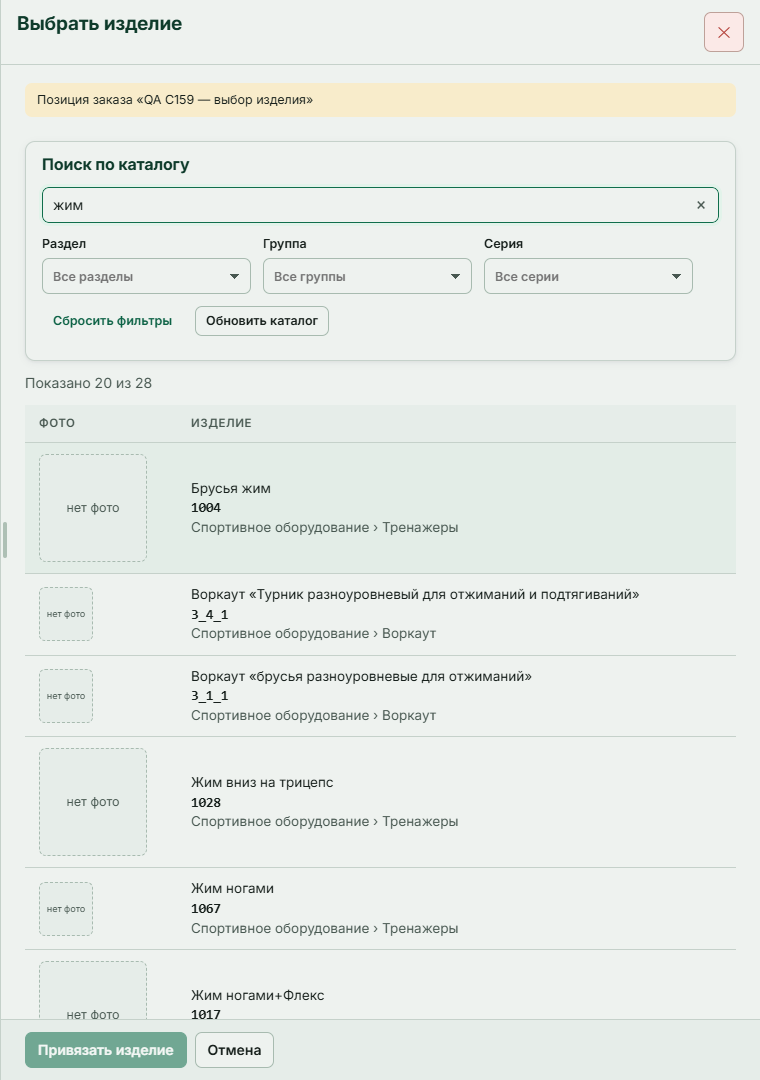 Выбрать изделие
Позиция заказа «QA C159 — выбор изделия»
Поиск по каталогу
жим
Раздел
Группа
Серия
Все разделы
Все группы
Все серии
Сбросить фильтры
Обновить каталог
Показано 20 из 28
ФОТО
ИЗДЕЛИЕ
нет фото
Брусья жим
1004
Спортивное оборудование › Тренажеры
нет фото
Воркаут «Турник разноуровневый для отжиманий и подтягиваний»
3_4_1
Спортивное оборудование › Воркаут
нет фото
Воркаут «брусья разноуровневые для отжиманий»
3_1_1
Спортивное оборудование › Воркаут
нет фото
Жим вниз на трицепс
1028
Спортивное оборудование › Тренажеры
нет фото
Жим ногами
1067
Спортивное оборудование › Тренажеры
нет фото
Жим ногами+Флекс
1017
Привязать изделие
Отмена